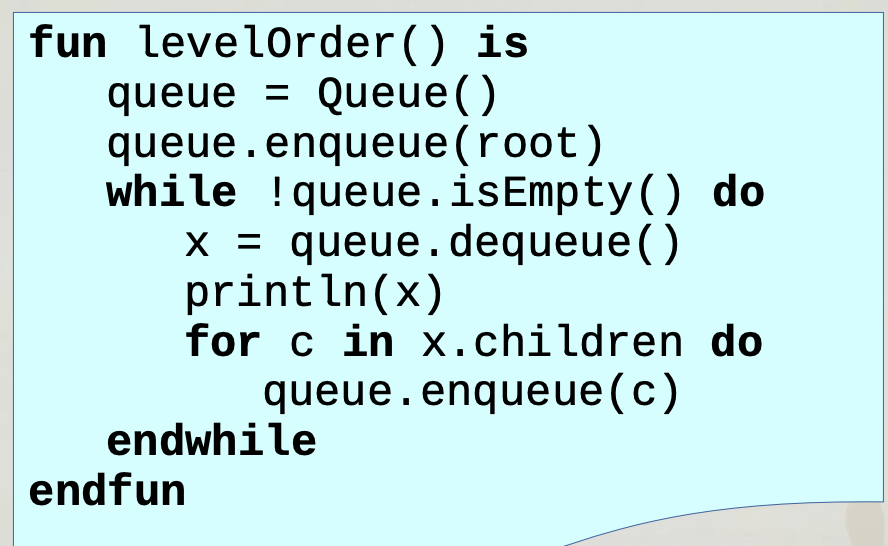 fun levelOrder() is
queue = Queue()
queue.enqueue(root)
while !queue.isEmpty() do
x = queue.dequeue()
println(x)
for c in x.children do
queue.enqueue(c)
endwhile
endfun